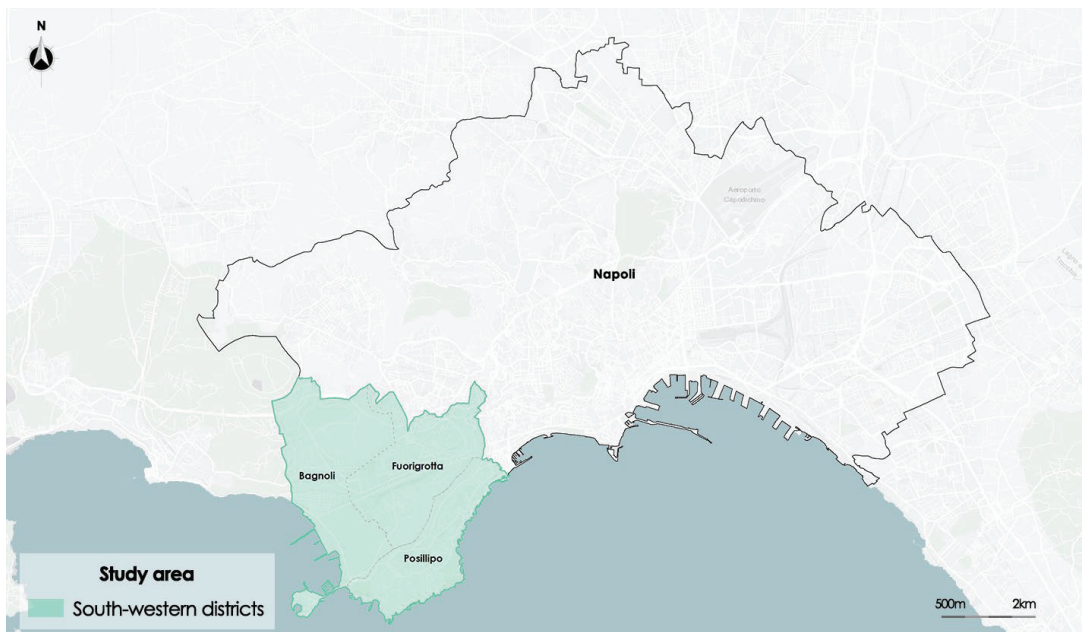 N
Aeroporto
Capodichino
Napoli
Bagnoli
Fuorigrotta
Posillipo
Study area
South-western districts
500m
2km